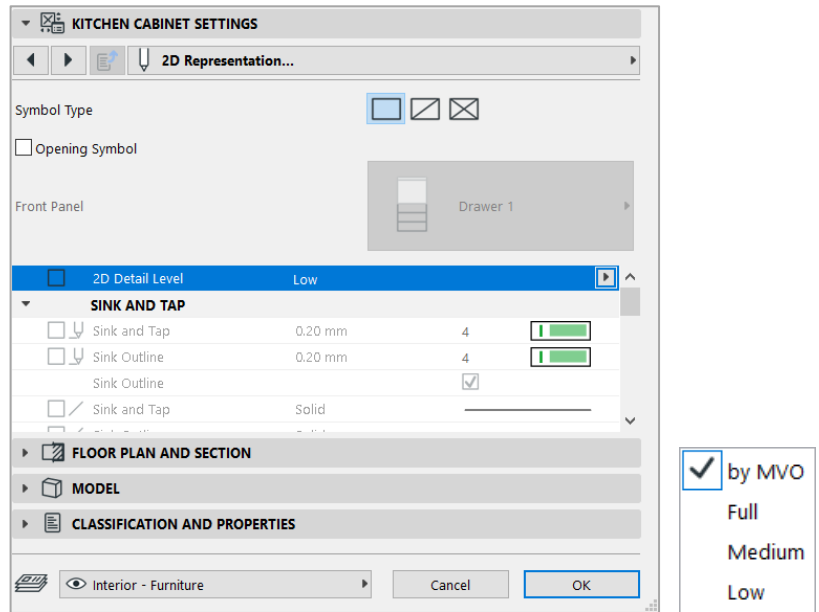 KITCHEN CABINET SETTINGS
2D Representation...
Symbol Type
Opening Symbol
Front Panel
Drawer 1
2D Detail Level Low
SINK AND TAP
Sink and Tap 0.20 mm 4
Sink Outline 0.20 mm 4
Sink Outline
Sink and Tap Solid
FLOOR PLAN AND SECTION
MODEL
CLASSIFICATION AND PROPERTIES
Interior - Furniture Cancel OK
by MVO
Full
Medium
Low